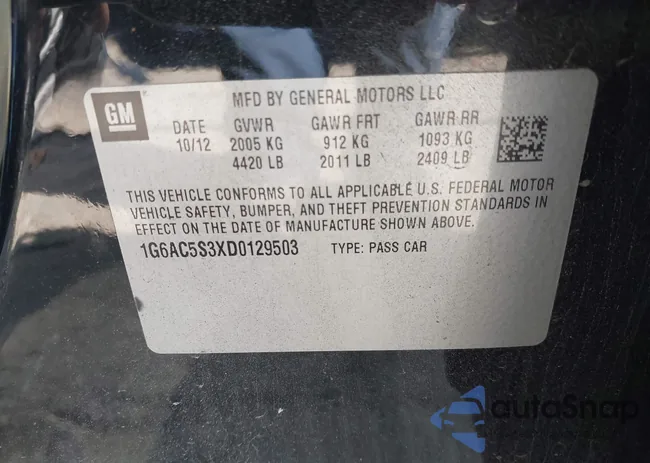 GM
MFD BY GENERAL MOTORS LLC
DATE GVWR GAWR FRT GAWR RR
10/12 2005 KG 912 KG 1093 KG
4420 LB 2011 LB 2409 LB
THIS VEHICLE CONFORMS TO ALL APPLICABLE U.S. FEDERAL MOTOR
VEHICLE SAFETY, BUMPER, AND THEFT PREVENTION STANDARDS IN
EFFECT ON THE DATE OF MANUFACTURE SHOWN ABOVE.
1G6AC5S3XD0129503 TYPE: PASS CAR
autoSnap